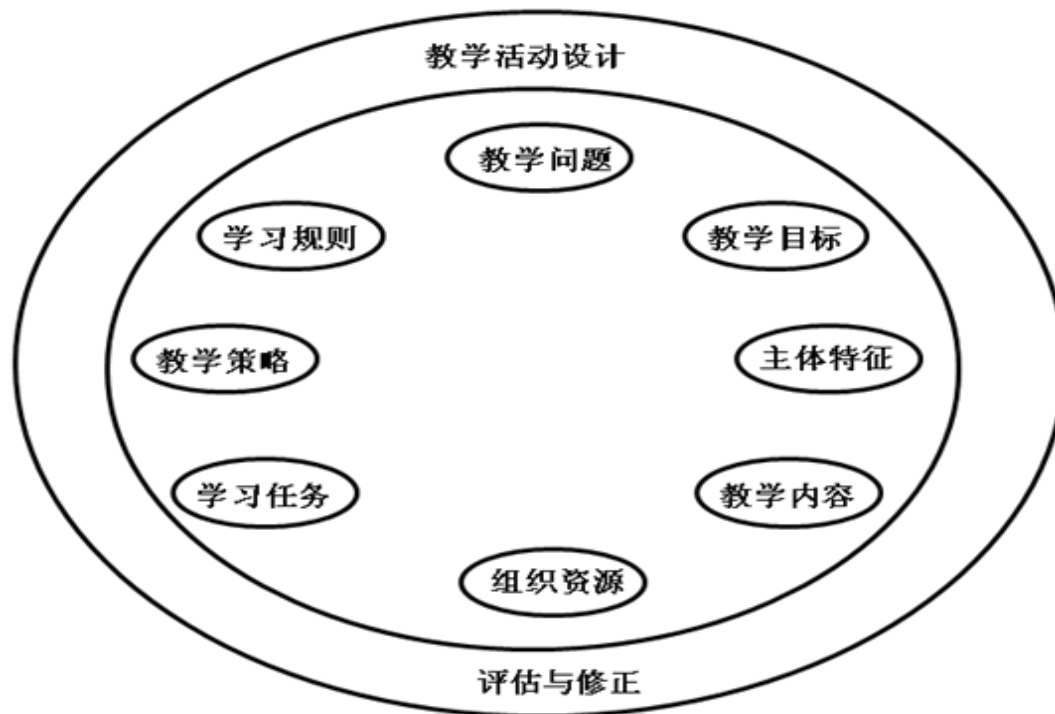 教学活动设计
教学问题
学习规则
教学目标
教学策略
主体特征
学习任务
教学内容
组织资源
评估与修正